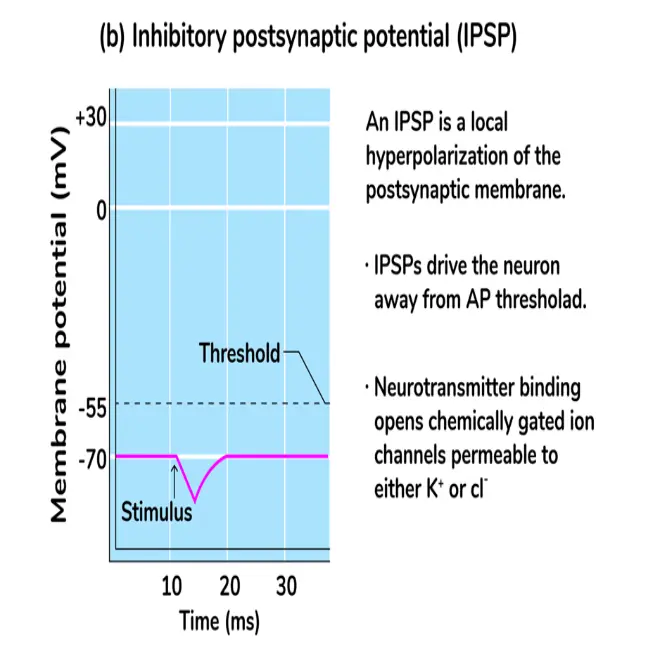 (b) Inhibitory postsynaptic potential (IPSP)
Membrane potential (mV)
+30
0
-55
-70
Threshold
Stimulus
10 20 30
Time (ms)
An IPSP is a local
hyperpolarization of the
postsynaptic membrane.
· IPSPs drive the neuron
away from AP thresholad.
· Neurotransmitter binding
opens chemically gated ion
channels permeable to
either K⁺ or cl⁻